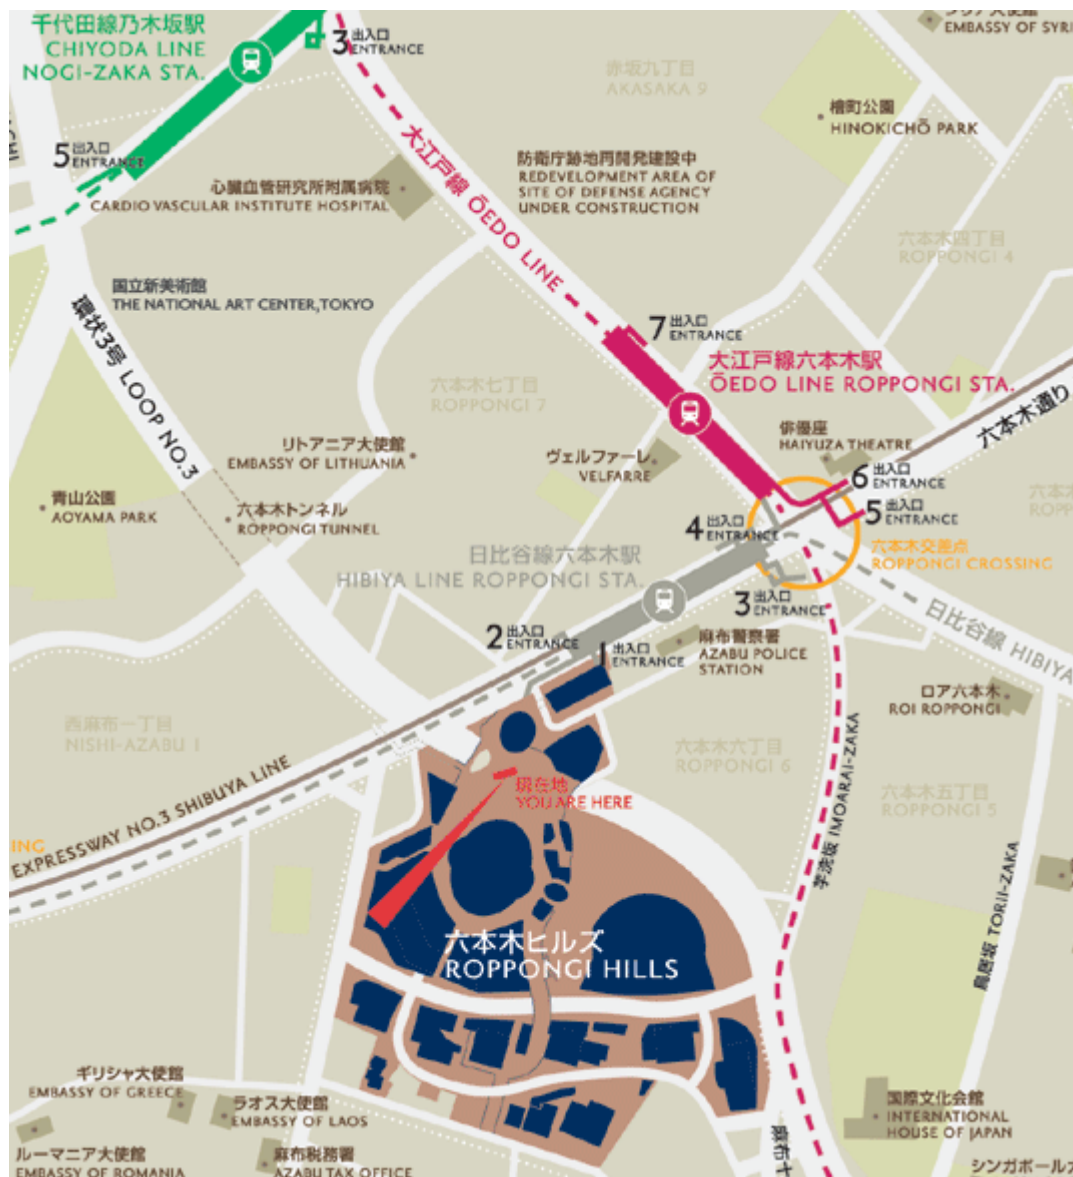 千代田線乃木坂駅
CHIYODA LINE
NOGI-ZAKA STA.
3 出入口
ENTRANCE
EMBASSY OF SYRI
赤坂九丁目
AKASAKA 9
檜町公園
HINOKICHŌ PARK
5 出入口
ENTRANCE
大江戸線 ŌEDO LINE
防衛庁跡地再開発建設中
REDEVELOPMENT AREA OF
SITE OF DEFENSE AGENCY
UNDER CONSTRUCTION
心臓血管研究所附属病院
CARDIO VASCULAR INSTITUTE HOSPITAL
六本木四丁目
ROPPONGI 4
国立新美術館
THE NATIONAL ART CENTER,TOKYO
環状3号 LOOP NO.3
7 出入口
ENTRANCE
大江戸線六本木駅
ŌEDO LINE ROPPONGI STA.
六本木七丁目
ROPPONGI 7
六本木通り
俳優座
HAIYUZA THEATRE
リトアニア大使館
EMBASSY OF LITHUANIA
ヴェルファーレ
VELFARRE
6 出入口
ENTRANCE
青山公園
AOYAMA PARK
六本木トンネル
ROPPONGI TUNNEL
5 出入口
ENTRANCE
4 出入口
ENTRANCE
六本木交差点
ROPPONGI CROSSING
日比谷線六本木駅
HIBIYA LINE ROPPONGI STA.
3 出入口
ENTRANCE
日比谷線 HIBIYA
2 出入口
ENTRANCE
1 出入口
ENTRANCE
麻布警察署
AZABU POLICE
STATION
ロア六本木
ROI ROPPONGI
西麻布一丁目
NISHI-AZABU 1
六本木六丁目
ROPPONGI 6
芋洗坂 IMOARAI-ZAKA
現在地
YOU ARE HERE
六本木五丁目
ROPPONGI 5
EXPRESSWAY NO.3 SHIBUYA LINE
ING
鳥居坂 TORII-ZAKA
六本木ヒルズ
ROPPONGI HILLS
ギリシャ大使館
EMBASSY OF GREECE
ラオス大使館
EMBASSY OF LAOS
国際文化会館
INTERNATIONAL
HOUSE OF JAPAN
ルーマニア大使館
EMBASSY OF ROMANIA
麻布税務署
AZABU TAX OFFICE
麻布十
シンガポール大